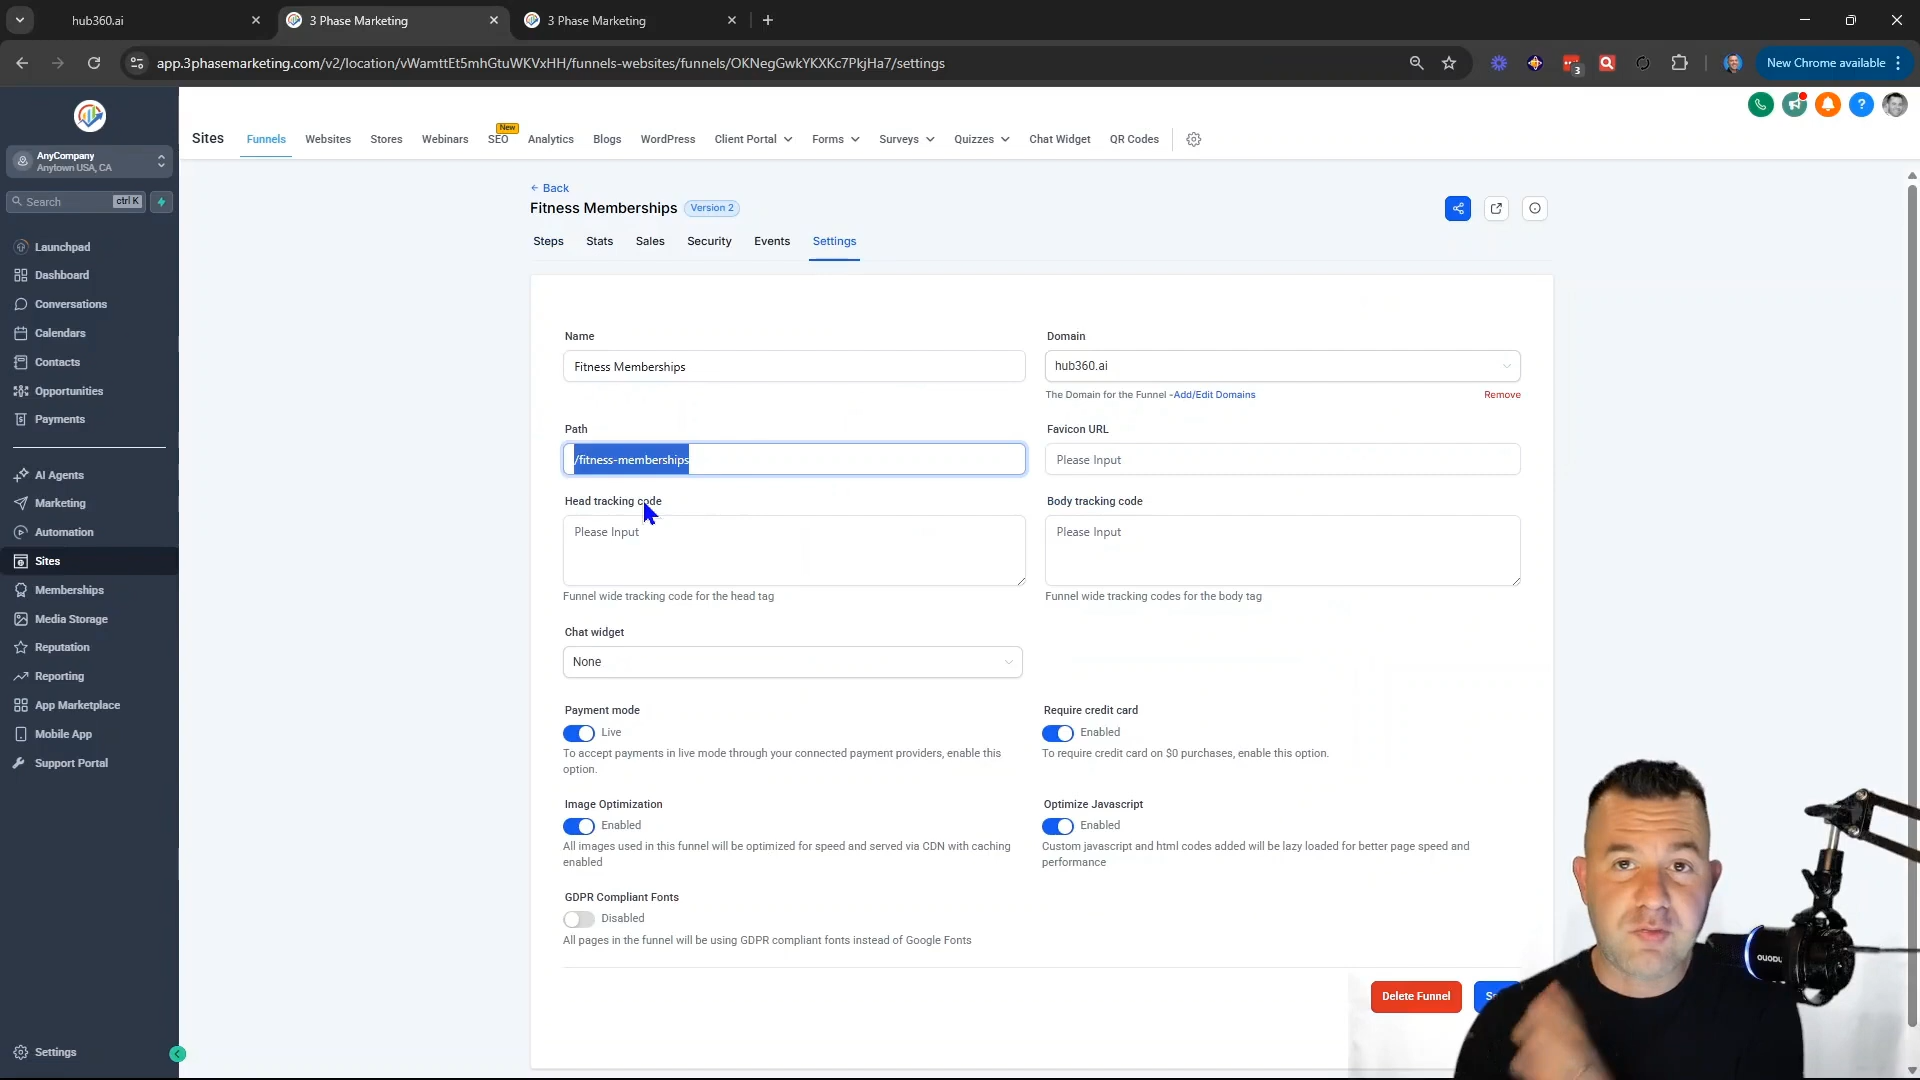 hub360.ai
3 Phase Marketing
3 Phase Marketing
app.3phasemarketing.com/v2/location/vWamttEt5mhGtuWKVxHH/funnels-websites/funnels/OKNegGwkYKXKc7PkjHa7/settings
3
New Chrome available
AnyCompany
Anytown USA, CA
Search
ctrl K
Launchpad
Dashboard
Conversations
Calendars
Contacts
Opportunities
Payments
AI Agents
Marketing
Automation
Sites
Memberships
Media Storage
Reputation
Reporting
App Marketplace
Mobile App
Support Portal
Settings
Sites
Funnels
Websites
Stores
Webinars
SEO
New
Analytics
Blogs
WordPress
Client Portal
Forms
Surveys
Quizzes
Chat Widget
QR Codes
← Back
Fitness Memberships
Version 2
Steps
Stats
Sales
Security
Events
Settings
Name
Domain
Fitness Memberships
hub360.ai
The Domain for the Funnel -Add/Edit Domains
Remove
Path
Favicon URL
/fitness-memberships
Please Input
Head tracking code
Body tracking code
Please Input
Please Input
Funnel wide tracking code for the head tag
Funnel wide tracking codes for the body tag
Chat widget
None
Payment mode
Require credit card
Live
Enabled
To accept payments in live mode through your connected payment providers, enable this
option.
To require credit card on $0 purchases, enable this option.
Image Optimization
Optimize Javascript
Enabled
Enabled
All images used in this funnel will be optimized for speed and served via CDN with caching
enabled
Custom javascript and html codes added will be lazy loaded for better page speed and
performance
GDPR Compliant Fonts
Disabled
All pages in the funnel will be using GDPR compliant fonts instead of Google Fonts
Delete Funnel